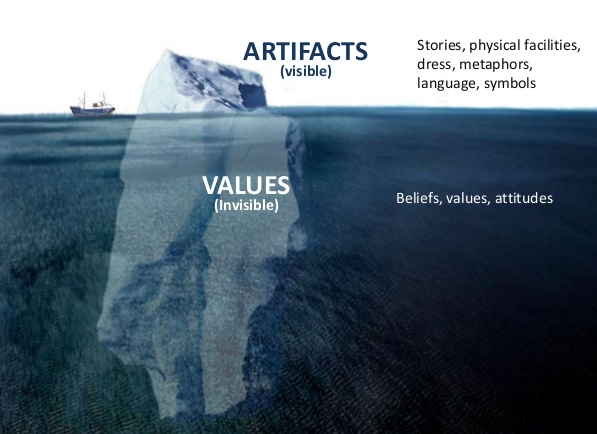 ARTIFACTS
(visible)
Stories, physical facilities,
dress, metaphors,
language, symbols
VALUES
(Invisible)
Beliefs, values, attitudes